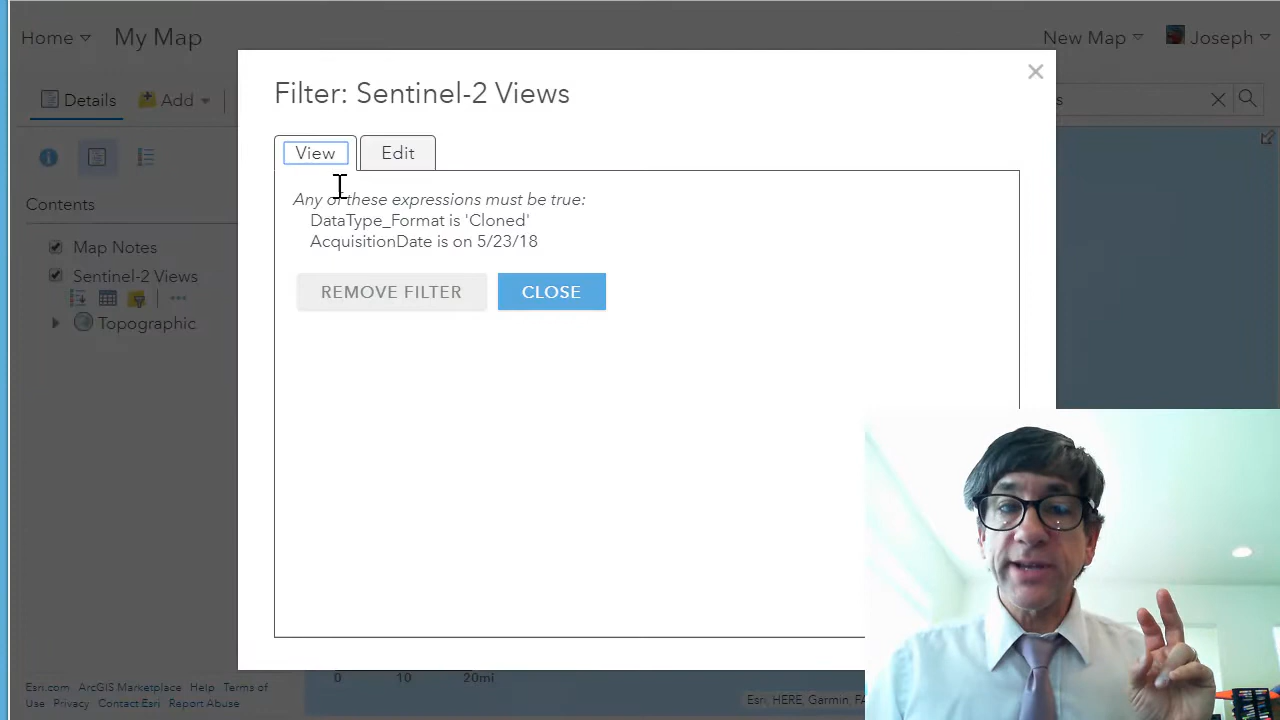 Home
My Map
New Map
Joseph
Details
Add
s
Filter: Sentinel-2 Views
View
Edit
Contents
Any of these expressions must be true:
DataType_Format is 'Cloned'
AcquisitionDate is on 5/23/18
Map Notes
Sentinel-2 Views
REMOVE FILTER
CLOSE
Topographic
0 10 20mi
Esri.com ArcGIS Marketplace Help Terms of
Use Privacy Contact Esri Report Abuse
Esri, HERE, Garmin,